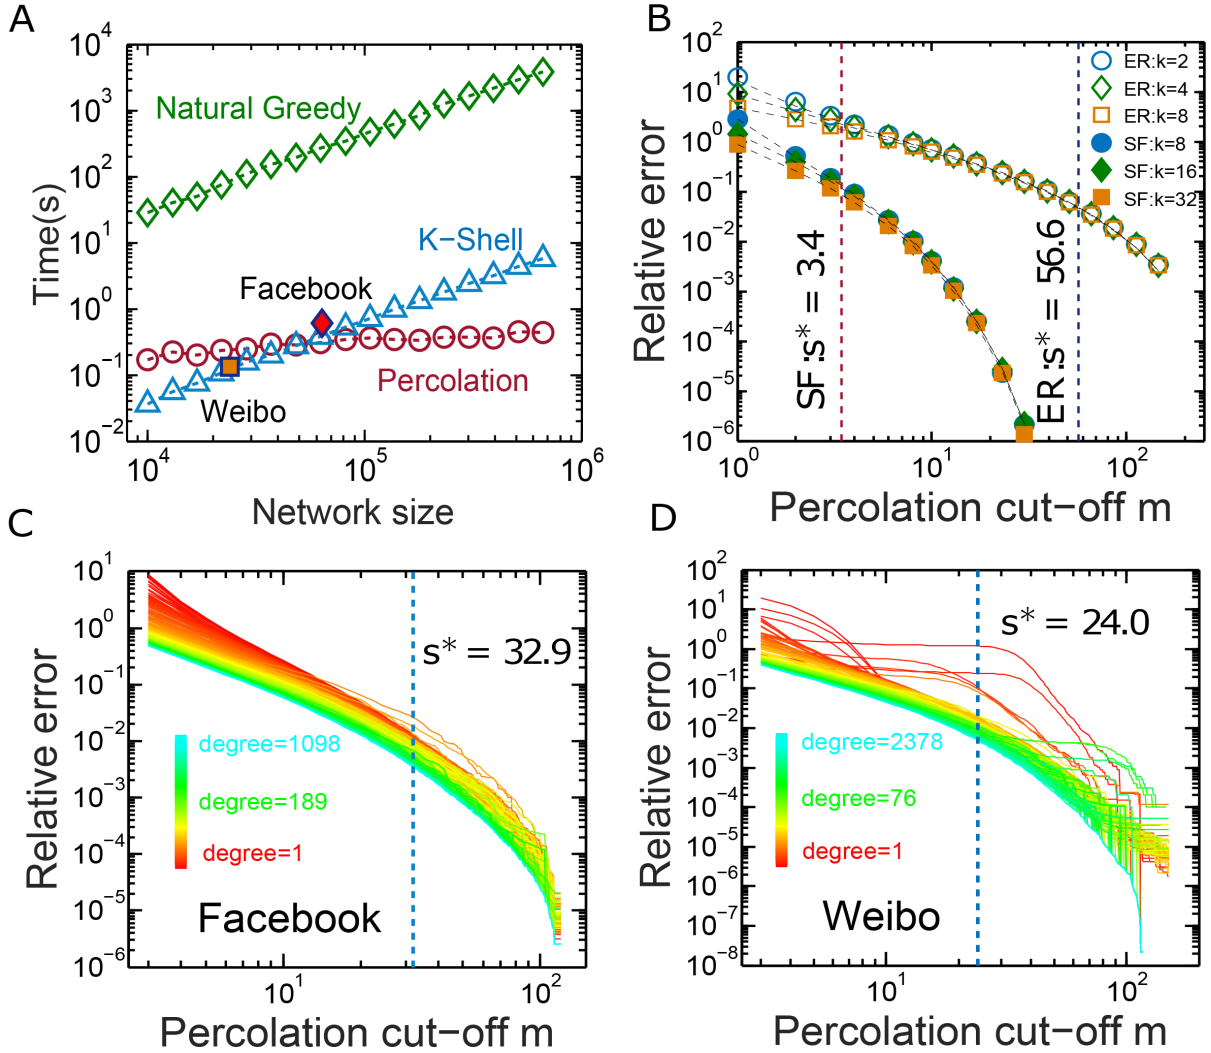 A
10^4
10^3
10^2
10^1
10^0
10^−1
10^−2
Time(s)
Natural Greedy
K−Shell
Facebook
Percolation
Weibo
10^4
10^5
10^6
Network size
B
10^2
10^1
10^0
10^−1
10^−2
10^−3
10^−4
10^−5
10^−6
Relative error
ER:k=2
ER:k=4
ER:k=8
SF:k=8
SF:k=16
SF:k=32
SF:s* = 3.4
ER:s* = 56.6
10^0
10^1
10^2
Percolation cut−off m
C
10^1
10^0
10^−1
10^−2
10^−3
10^−4
10^−5
10^−6
Relative error
s* = 32.9
degree=1098
degree=189
degree=1
Facebook
10^1
10^2
Percolation cut−off m
D
10^2
10^1
10^0
10^−1
10^−2
10^−3
10^−4
10^−5
10^−6
10^−7
10^−8
Relative error
s* = 24.0
degree=2378
degree=76
degree=1
Weibo
10^1
10^2
Percolation cut−off m